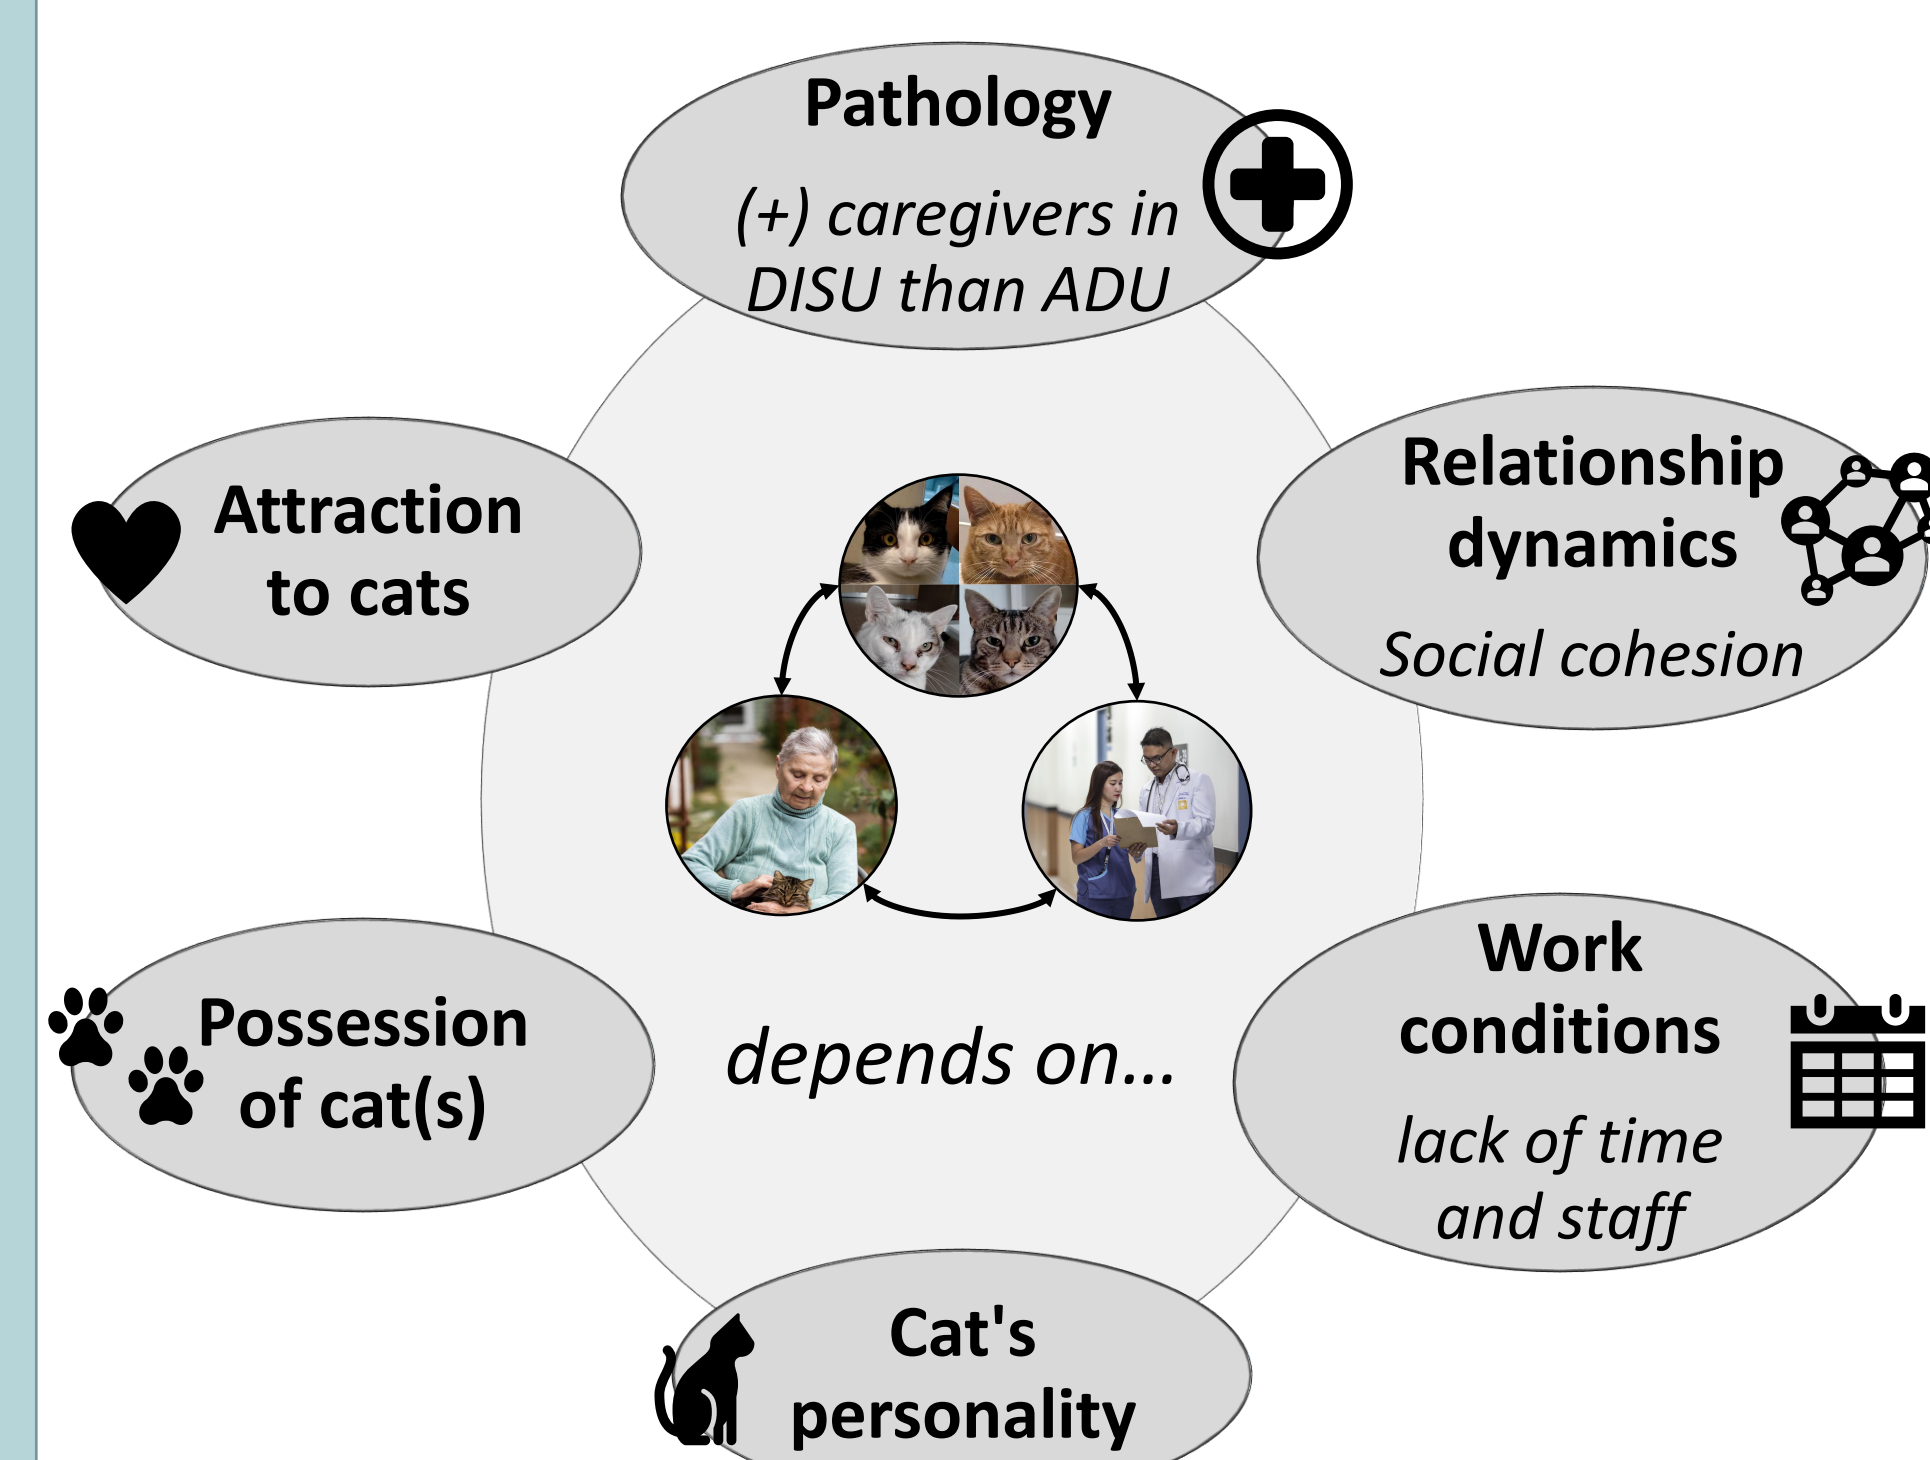 Pathology
(+) caregivers in
DISU than ADU
Attraction
to cats
Relationship
dynamics
Social cohesion
Possession
of cat(s)
depends on...
Work
conditions
lack of time
and staff
Cat's
personality